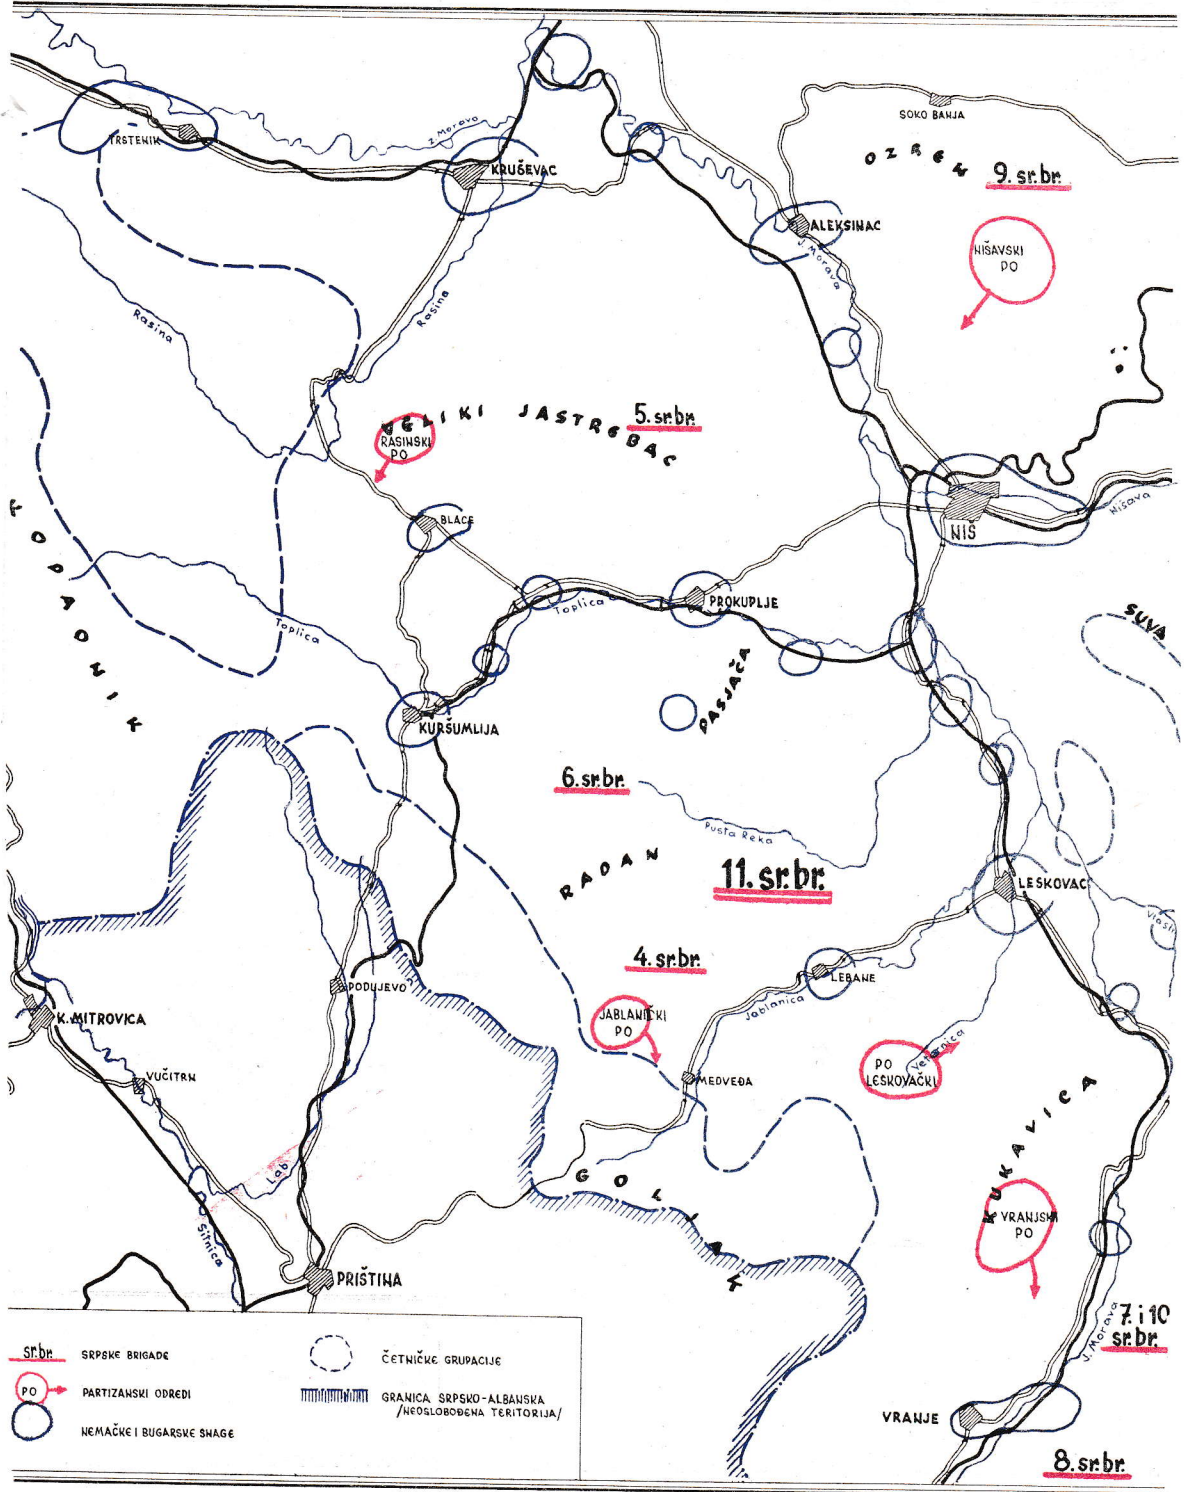 SOKO BANJA
Z. Morava
TRSTENIK
OZREN
KRUŠEVAC
9. sr.br.
ALEKSINAC
J. Morava
NIŠAVSKI
PO
Rasina
Rasina
VELIKI JASTREBAC
5. sr.br.
RASINSKI
PO
KOPAONIK
BLACE
Nišava
NIŠ
Toplica
PROKUPLJE
Toplica
SUVA
PASJAČA
KURŠUMLIJA
6. sr.br.
Pusta Reka
RADAN
11. sr.br.
LESKOVAC
4. sr.br.
LEBANE
PODUJEVO
Jablanica
JABLANIČKI
PO
K. MITROVICA
Veternica
PO
LESKOVAČKI
VUČITRN
MEDVEĐA
KUKAVICA
Lab
GOLJAK
VRANJSKI
PO
Sitnica
PRIŠTINA
7. i 10
sr.br.
J. Morava
VRANJE
8. sr.br.
sr.br. SRPSKE BRIGADE
PO PARTIZANSKI ODREDI
NEMAČKE I BUGARSKE SNAGE
ČETNIČKE GRUPACIJE
GRANICA SRPSKO-ALBANSKA
/NEOSLOBOĐENA TERITORIJA/